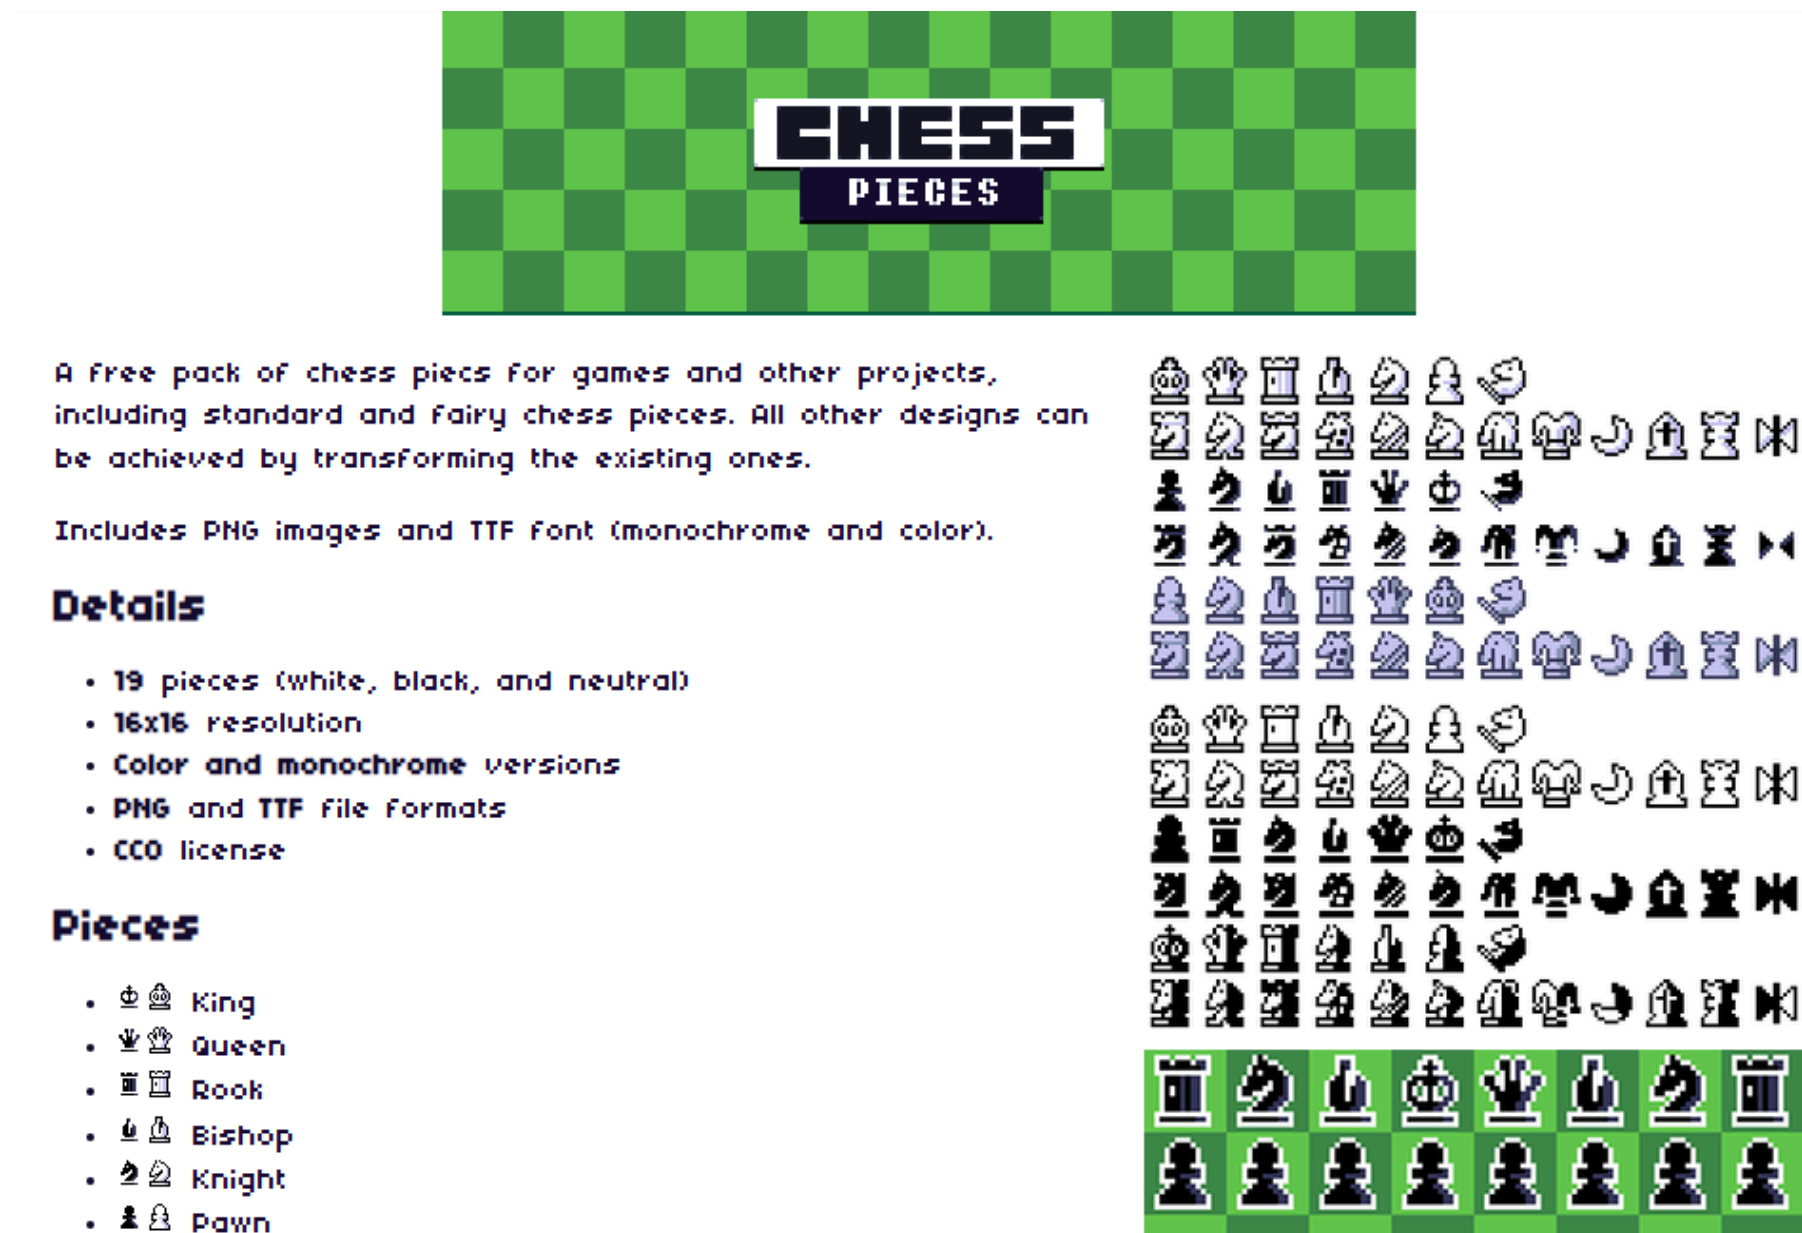 CHESS
PIECES
A free pack of chess piecs for games and other projects,
including standard and fairy chess pieces. All other designs can
be achieved by transforming the existing ones.
Includes PNG images and TTF font (monochrome and color).
Details
• 19 pieces (white, black, and neutral)
• 16x16 resolution
• Color and monochrome versions
• PNG and TTF file formats
• CC0 license
Pieces
• King
• Queen
• Rook
• Bishop
• Knight
• Pawn